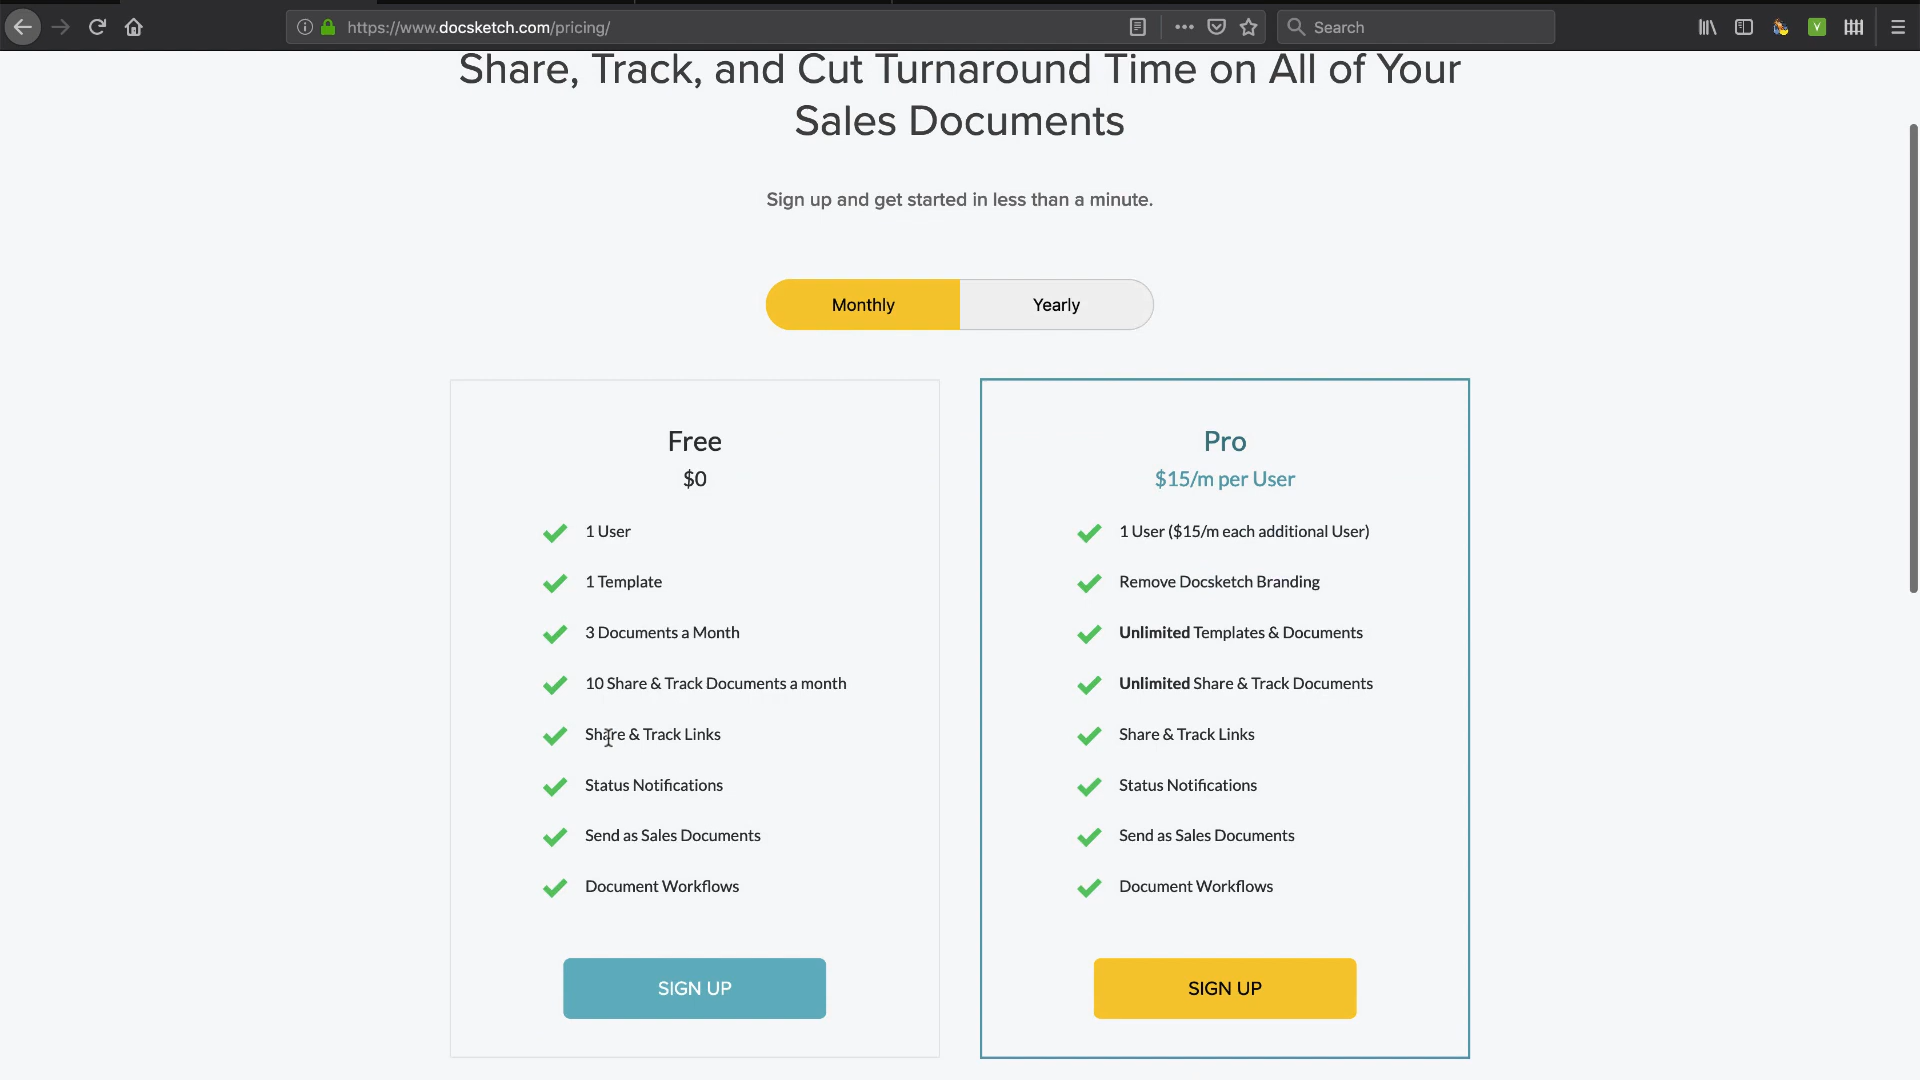 https://www.docsketch.com/pricing/
Search
Share, Track, and Cut Turnaround Time on All of Your
Sales Documents
Sign up and get started in less than a minute.
Monthly
Yearly
Free
$0
1 User
1 Template
3 Documents a Month
10 Share & Track Documents a month
Share & Track Links
Status Notifications
Send as Sales Documents
Document Workflows
SIGN UP
Pro
$15/m per User
1 User ($15/m each additional User)
Remove Docsketch Branding
Unlimited Templates & Documents
Unlimited Share & Track Documents
Share & Track Links
Status Notifications
Send as Sales Documents
Document Workflows
SIGN UP